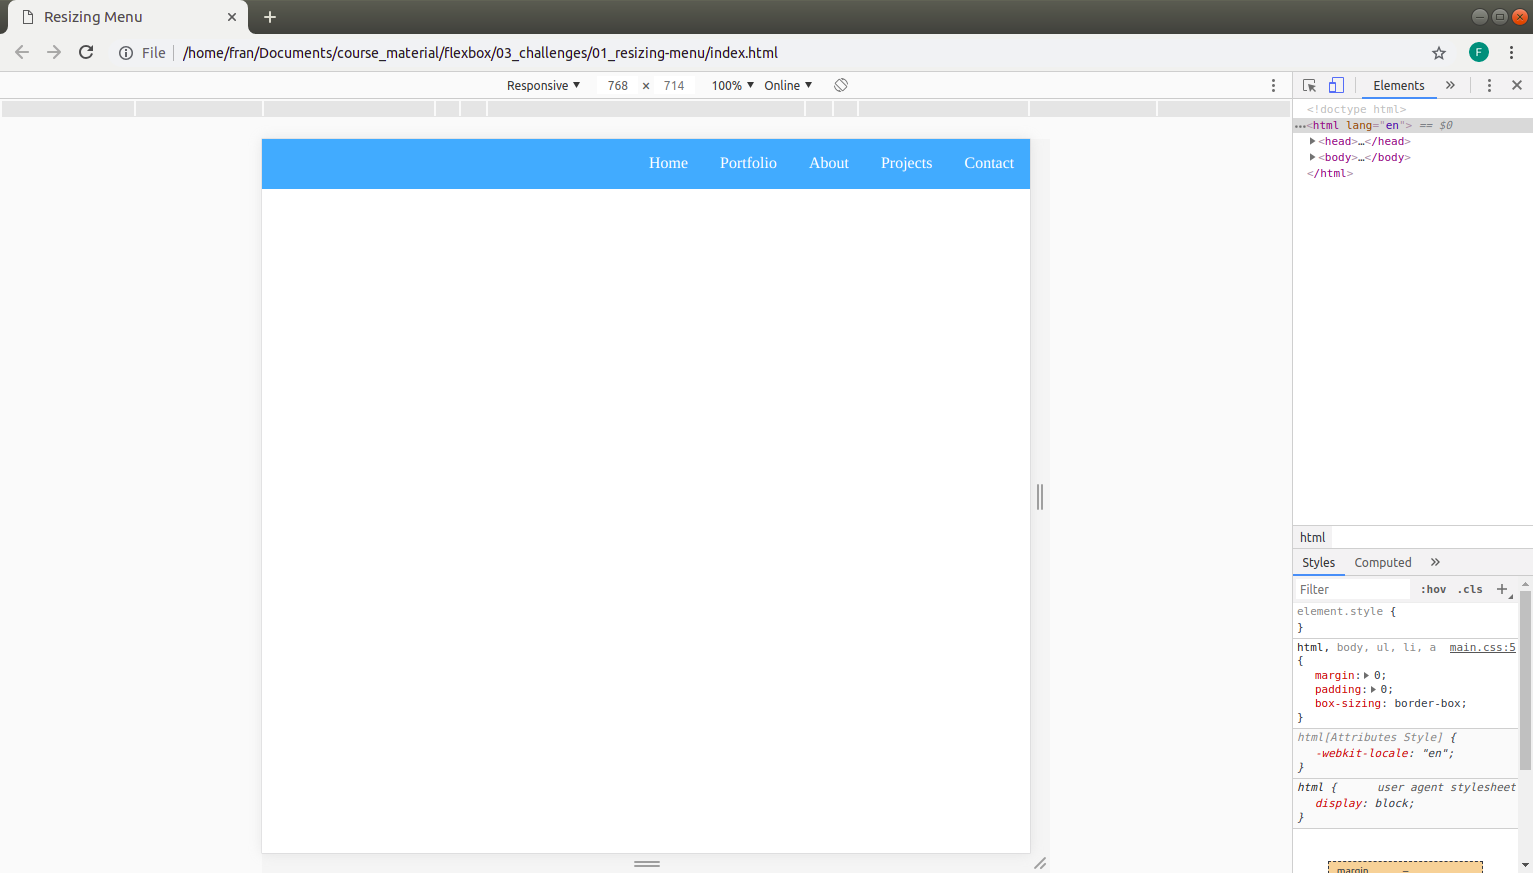 Resizing Menu
File /home/fran/Documents/course_material/flexbox/03_challenges/01_resizing-menu/index.html
F
Responsive 768 × 714 100% Online
Elements
<!doctype html>
…<html lang="en"> == $0
<head>…</head>
<body>…</body>
</html>
Home Portfolio About Projects Contact
html
Styles Computed
Filter :hov .cls
element.style {
}
html, body, ul, li, a main.css:5
{
margin: 0;
padding: 0;
box-sizing: border-box;
}
html[Attributes Style] {
-webkit-locale: "en";
}
html { user agent stylesheet
display: block;
}
margin –